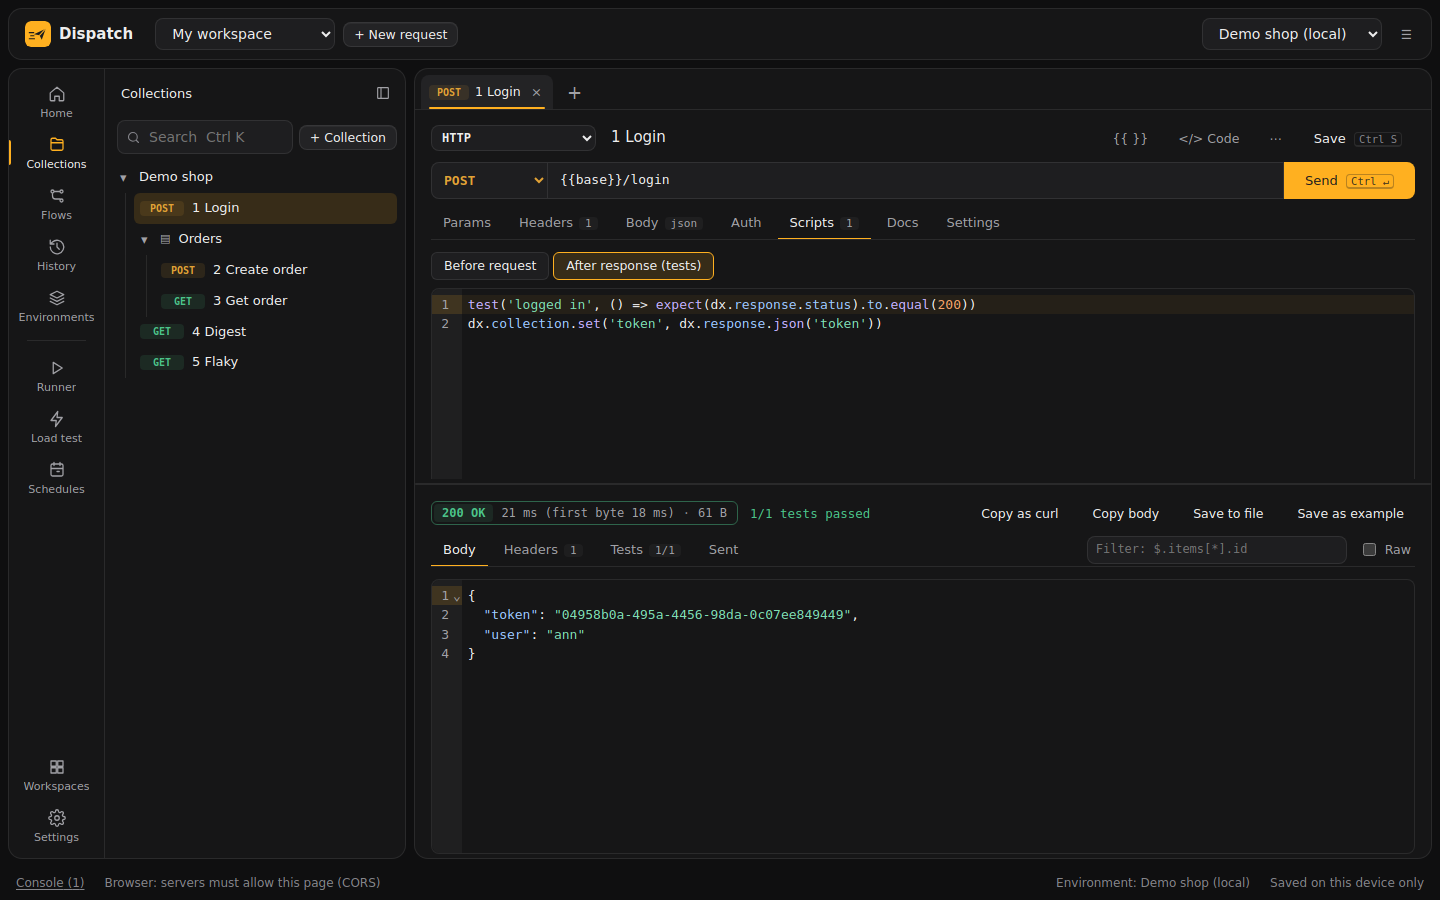 Dispatch
My workspace
+ New request
Demo shop (local)
Home
Collections
Flows
History
Environments
Runner
Load test
Schedules
Workspaces
Settings
Collections
Search Ctrl K
+ Collection
Demo shop
POST 1 Login
Orders
POST 2 Create order
GET 3 Get order
GET 4 Digest
GET 5 Flaky
POST 1 Login × +
HTTP 1 Login {{ }} </> Code ··· Save Ctrl S
POST {{base}}/login Send Ctrl ↵
Params Headers 1 Body json Auth Scripts 1 Docs Settings
Before request After response (tests)
1 test('logged in', () => expect(dx.response.status).to.equal(200))
2 dx.collection.set('token', dx.response.json('token'))
200 OK 21 ms (first byte 18 ms) · 61 B 1/1 tests passed Copy as curl Copy body Save to file Save as example
Body Headers 1 Tests 1/1 Sent Filter: $.items[*].id Raw
1 {
2 "token": "04958b0a-495a-4456-98da-0c07ee849449",
3 "user": "ann"
4 }
Console (1) Browser: servers must allow this page (CORS) Environment: Demo shop (local) Saved on this device only